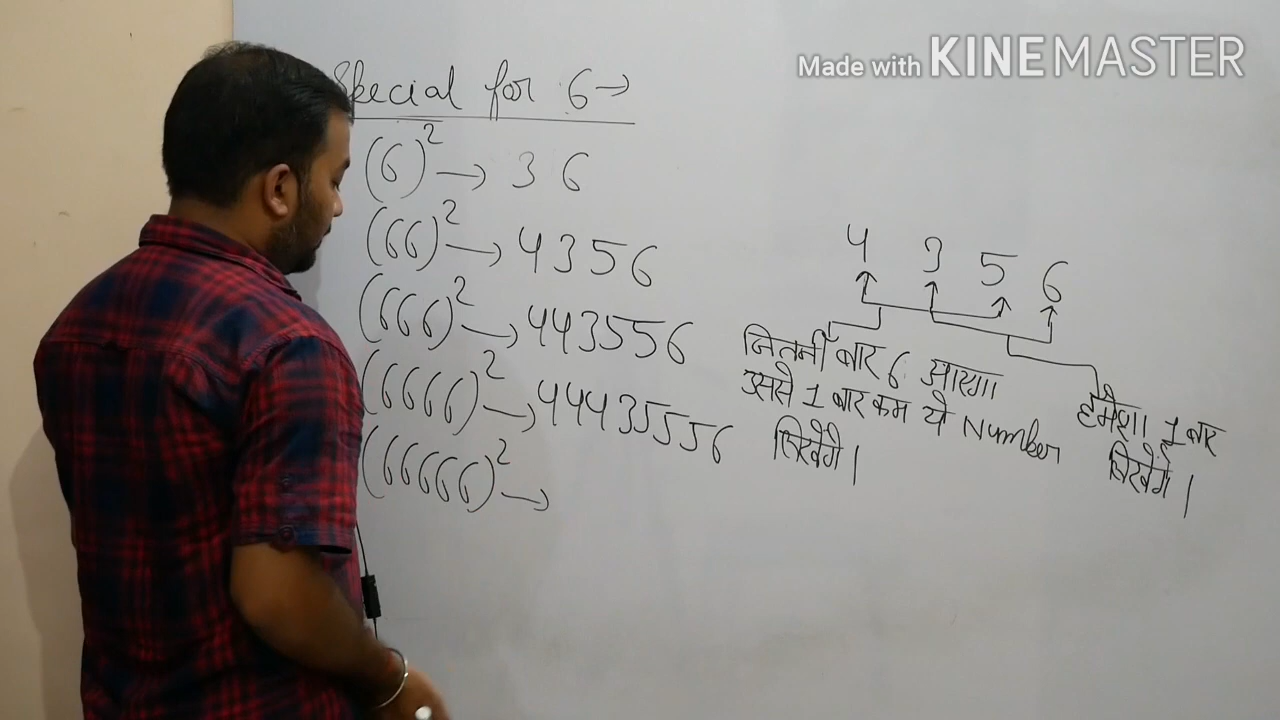 Made with KINEMASTER
Special for 6→
(6)² → 36
(66)² → 4356
(666)² → 443556
(6666)² → 44435556
(66666)² →
4 3 5 6
जितनी बार 6 आएगा
उससे 1 बार कम ये Number
लिखेंगे।
हमेशा 1 बार
लिखेंगे।